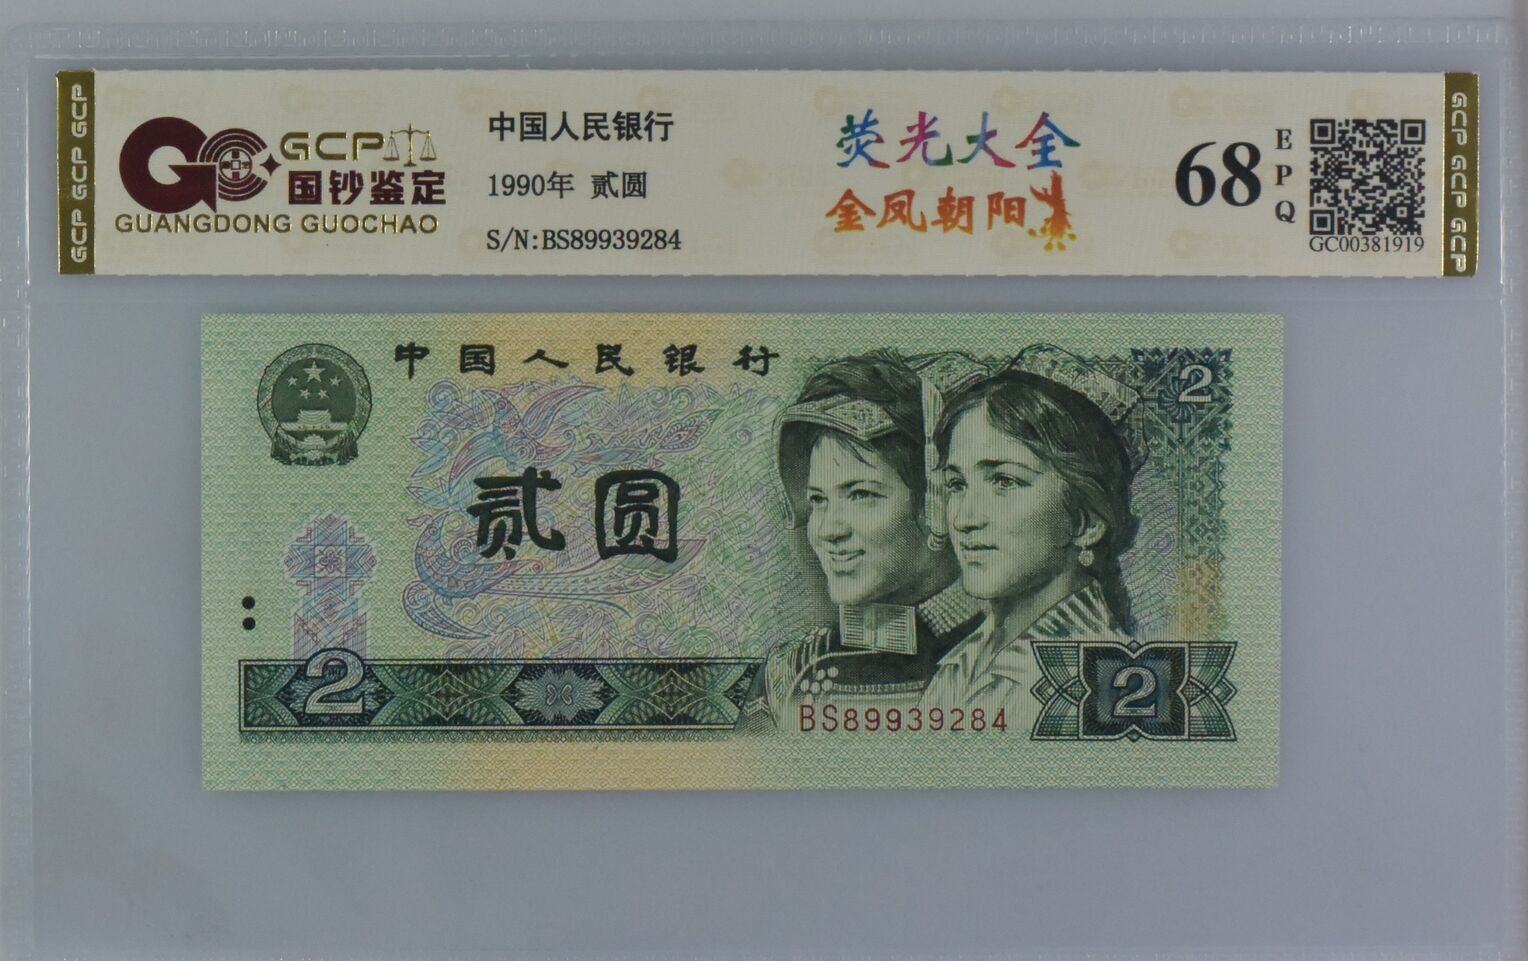 GCP
国钞鉴定
GUANGDONG GUOCHAO
中国人民银行
1990年 贰圆
S/N:BS89939284
荧光大全
金凤朝阳
68
EPQ
GC00381919
GCP GCP GCP
GCP GCP GCP
中国人民银行
2
贰圆
2
BS89939284
2